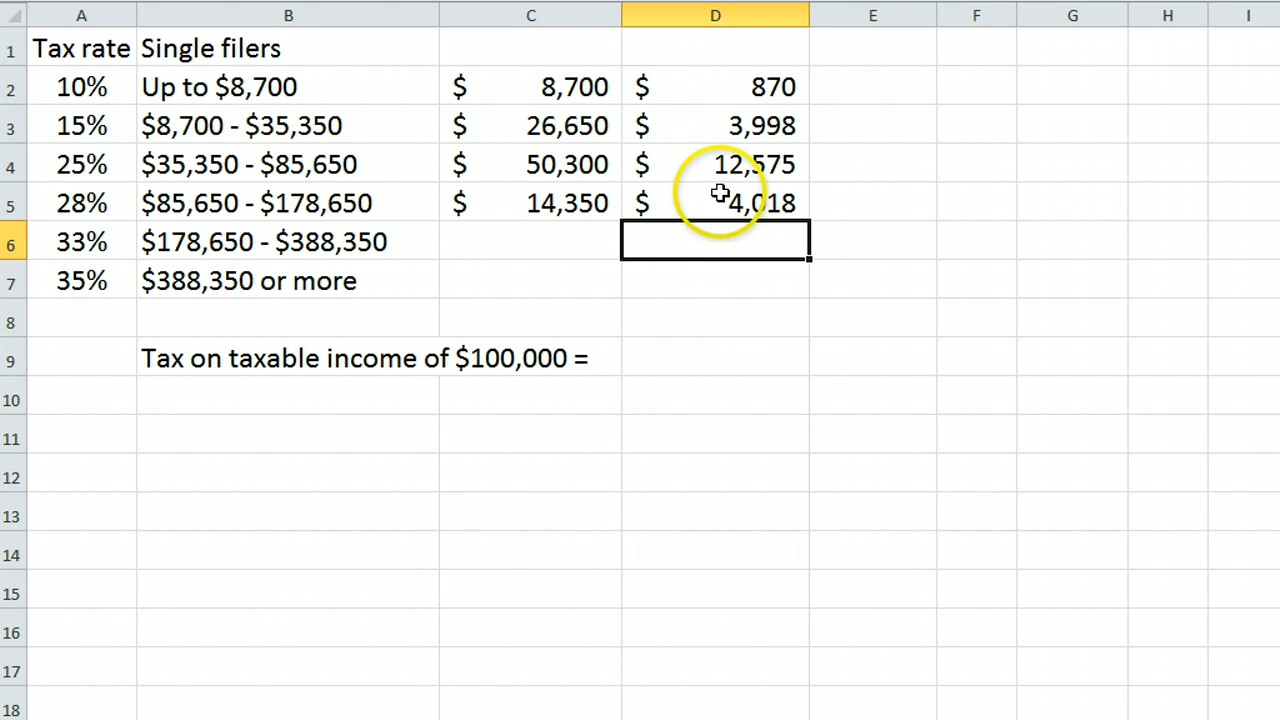 A B C D E F G H I
1 Tax rate Single filers
2 10% Up to $8,700 $ 8,700 $ 870
3 15% $8,700 - $35,350 $ 26,650 $ 3,998
4 25% $35,350 - $85,650 $ 50,300 $ 12,575
5 28% $85,650 - $178,650 $ 14,350 $ 4,018
6 33% $178,650 - $388,350
7 35% $388,350 or more
8
9 Tax on taxable income of $100,000 =
10
11
12
13
14
15
16
17
18